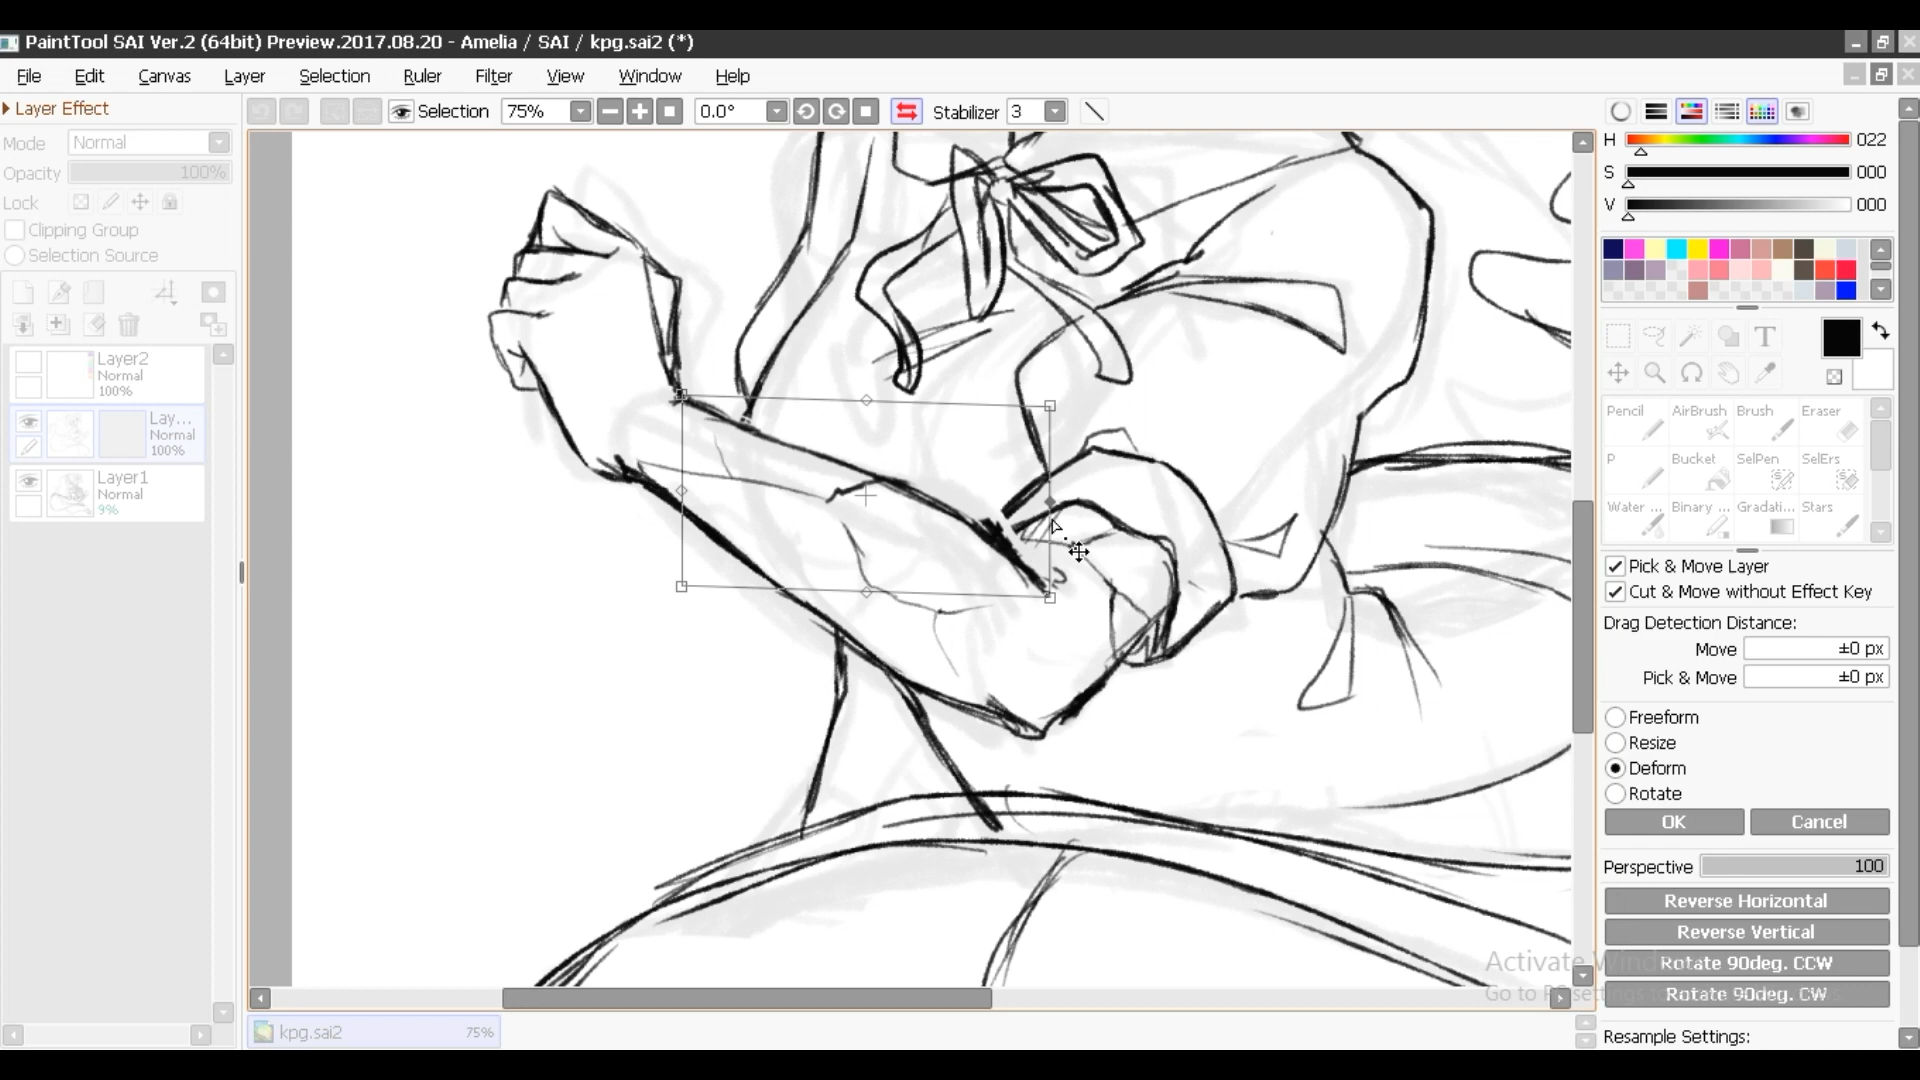 PaintTool SAI Ver.2 (64bit) Preview.2017.08.20 - Amelia / SAI / kpg.sai2 (*)
File Edit Canvas Layer Selection Ruler Filter View Window Help
Layer Effect
Selection 75% 0.0° Stabilizer 3
Mode Normal
Opacity 100%
Lock
Clipping Group
Selection Source
Layer2
Normal
100%
Lay...
Normal
100%
Layer1
Normal
9%
H 022
S 000
V 000
T
Pencil AirBrush Brush Eraser
P Bucket SelPen SelErs
Water ... Binary ... Gradati... Stars
Pick & Move Layer
Cut & Move without Effect Key
Drag Detection Distance:
Move ±0 px
Pick & Move ±0 px
Freeform
Resize
Deform
Rotate
OK Cancel
Perspective 100
Reverse Horizontal
Reverse Vertical
Rotate 90deg. CCW
Rotate 90deg. CW
Resample Settings:
Activate
Go to
kpg.sai2 75%